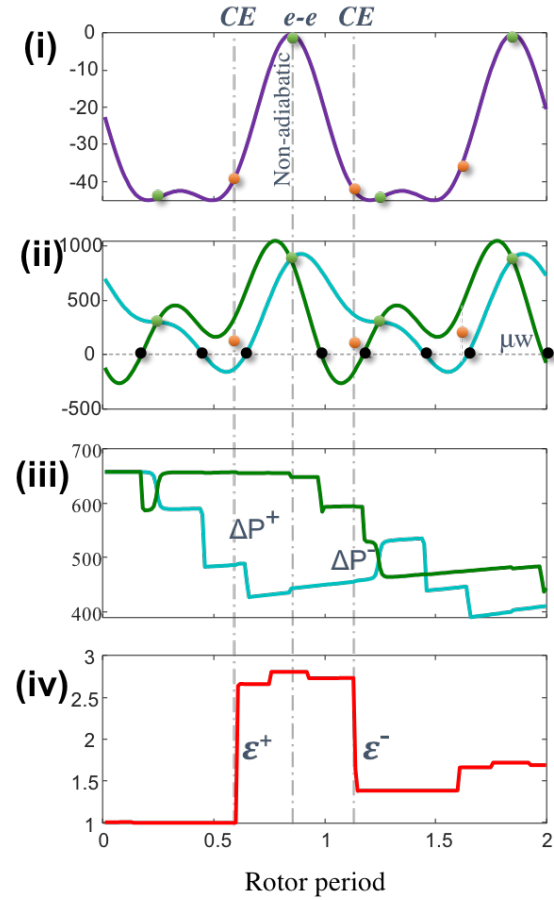 CE e-e CE
(i)
0
-10
-20
-30
-40
Non-adiabatic
(ii)
1000
500
0
-500
μw
(iii)
700
600
500
400
ΔP+
ΔP-
(iv)
3
2.5
2
1.5
1
ε+
ε-
0 0.5 1 1.5 2
Rotor period